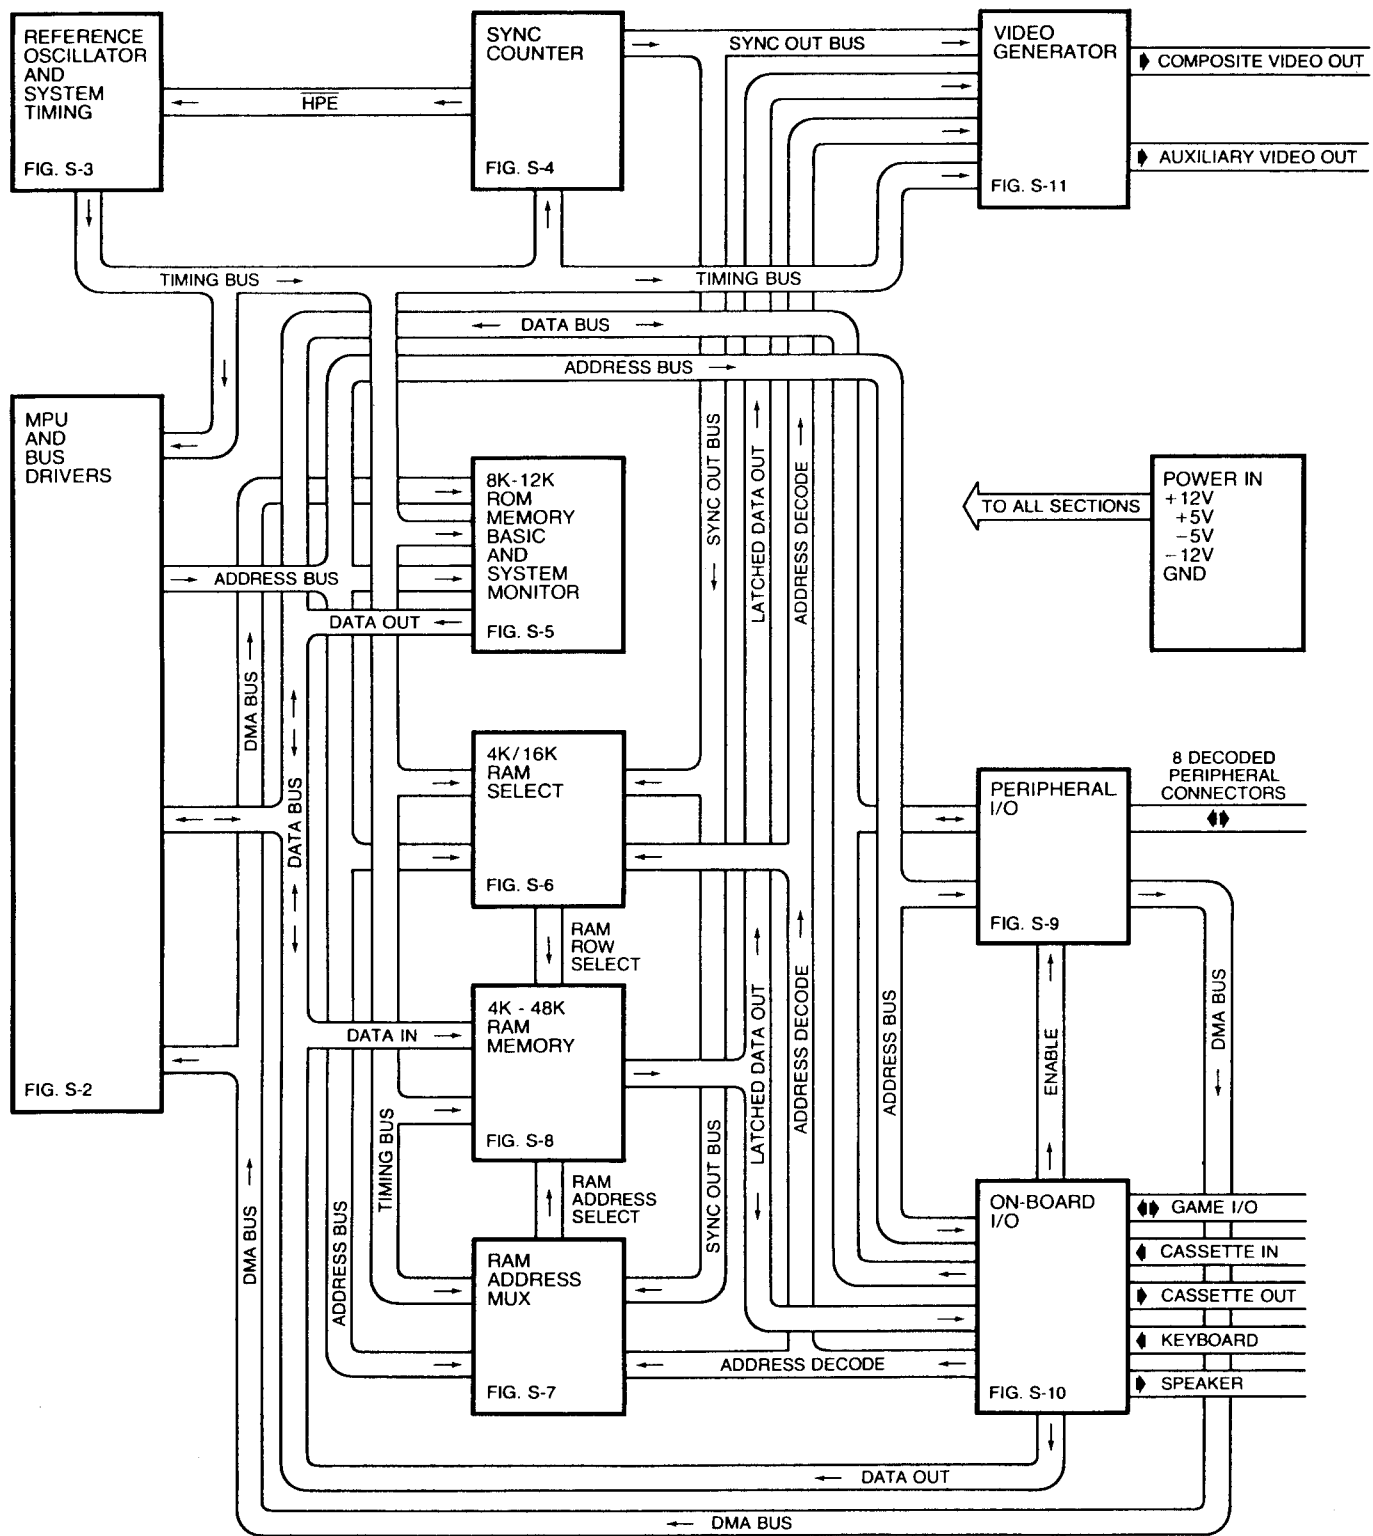 REFERENCE
OSCILLATOR
AND
SYSTEM
TIMING
FIG. S-3
HPE
SYNC
COUNTER
FIG. S-4
SYNC OUT BUS
VIDEO
GENERATOR
FIG. S-11
COMPOSITE VIDEO OUT
AUXILIARY VIDEO OUT
TIMING BUS
TIMING BUS
DATA BUS
ADDRESS BUS
MPU
AND
BUS
DRIVERS
FIG. S-2
8K-12K
ROM
MEMORY
BASIC
AND
SYSTEM
MONITOR
FIG. S-5
ADDRESS BUS
DATA OUT
SYNC OUT BUS
LATCHED DATA OUT
ADDRESS DECODE
TO ALL SECTIONS
POWER IN
+12V
+5V
-5V
-12V
GND
DMA BUS
DATA BUS
4K/16K
RAM
SELECT
FIG. S-6
RAM
ROW
SELECT
PERIPHERAL
I/O
FIG. S-9
8 DECODED
PERIPHERAL
CONNECTORS
DATA IN
4K - 48K
RAM
MEMORY
FIG. S-8
LATCHED DATA OUT
ADDRESS DECODE
ADDRESS BUS
ENABLE
DMA BUS
TIMING BUS
RAM
ADDRESS
SELECT
SYNC OUT BUS
DMA BUS
ADDRESS BUS
RAM
ADDRESS
MUX
FIG. S-7
ADDRESS DECODE
ON-BOARD
I/O
FIG. S-10
GAME I/O
CASSETTE IN
CASSETTE OUT
KEYBOARD
SPEAKER
DATA OUT
DMA BUS